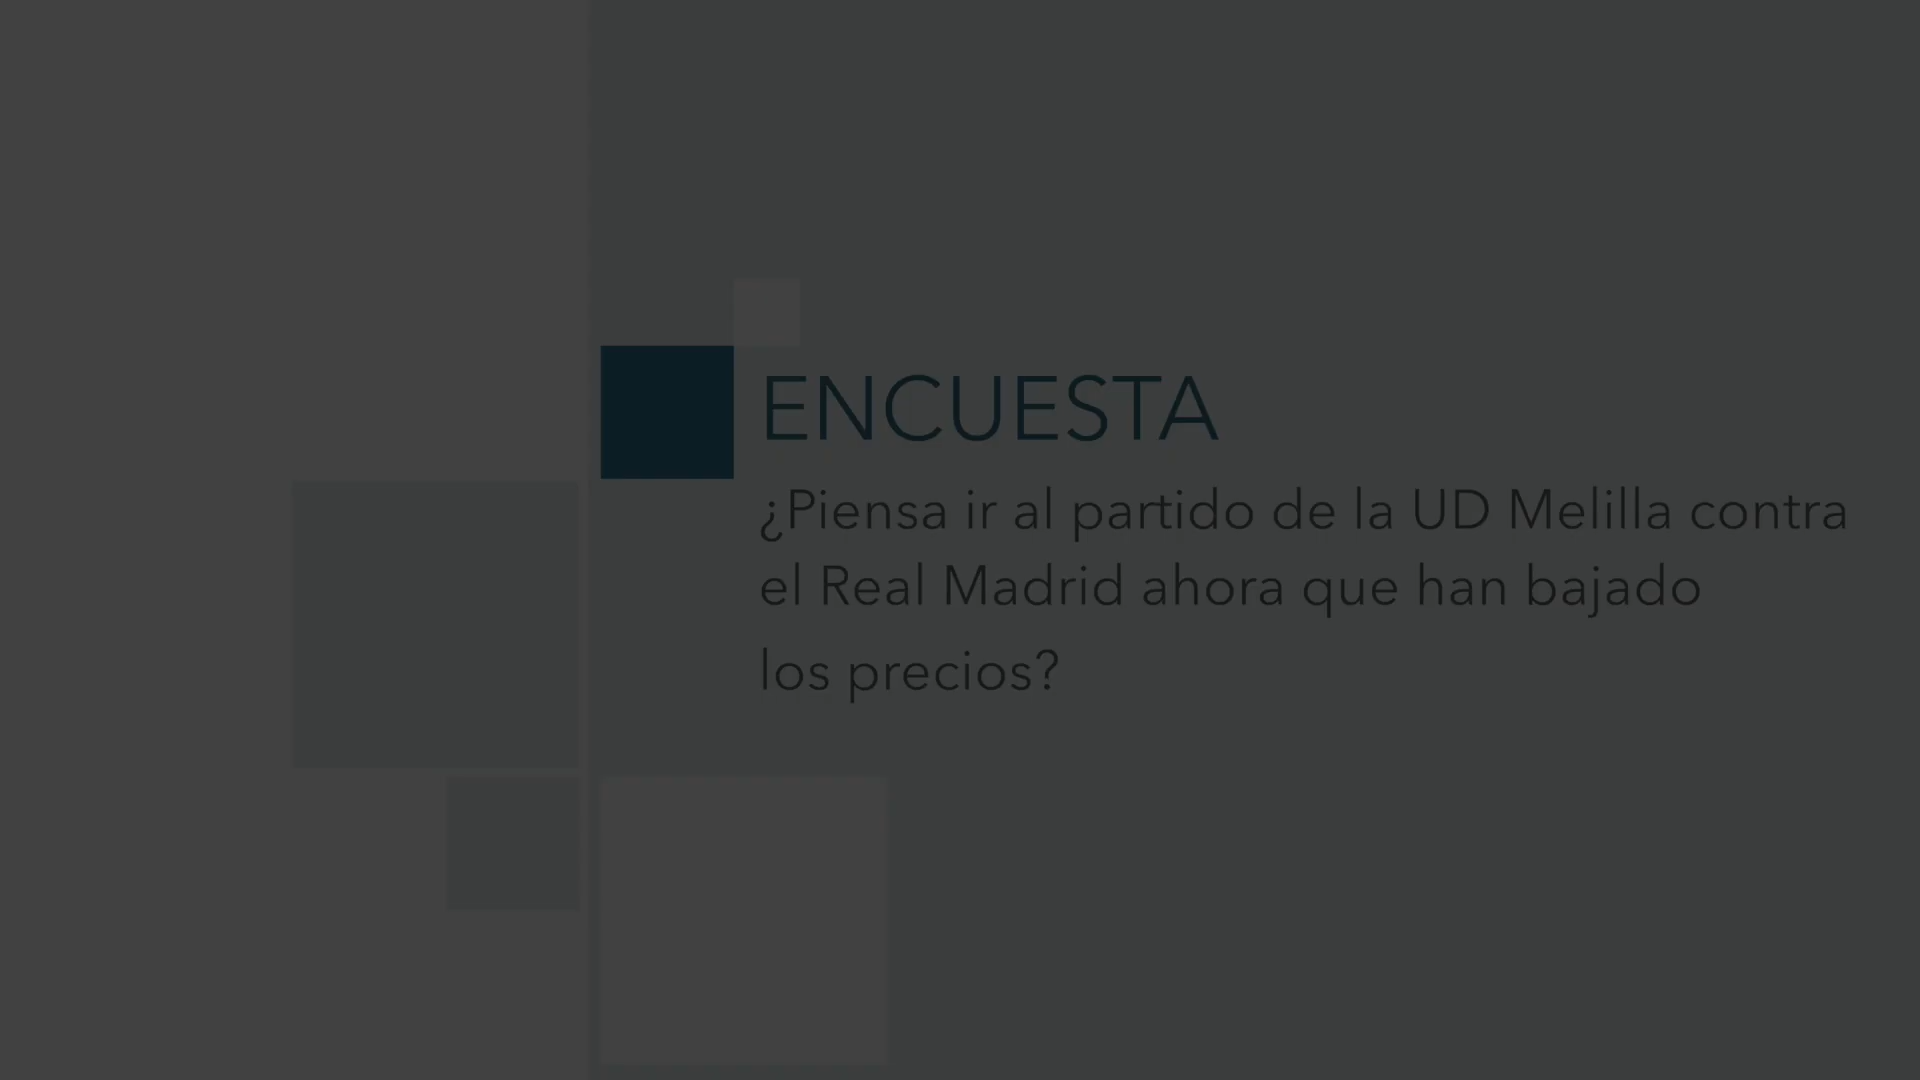 ENCUESTA
¿Piensa ir al partido de la UD Melilla contra
el Real Madrid ahora que han bajado
los precios?